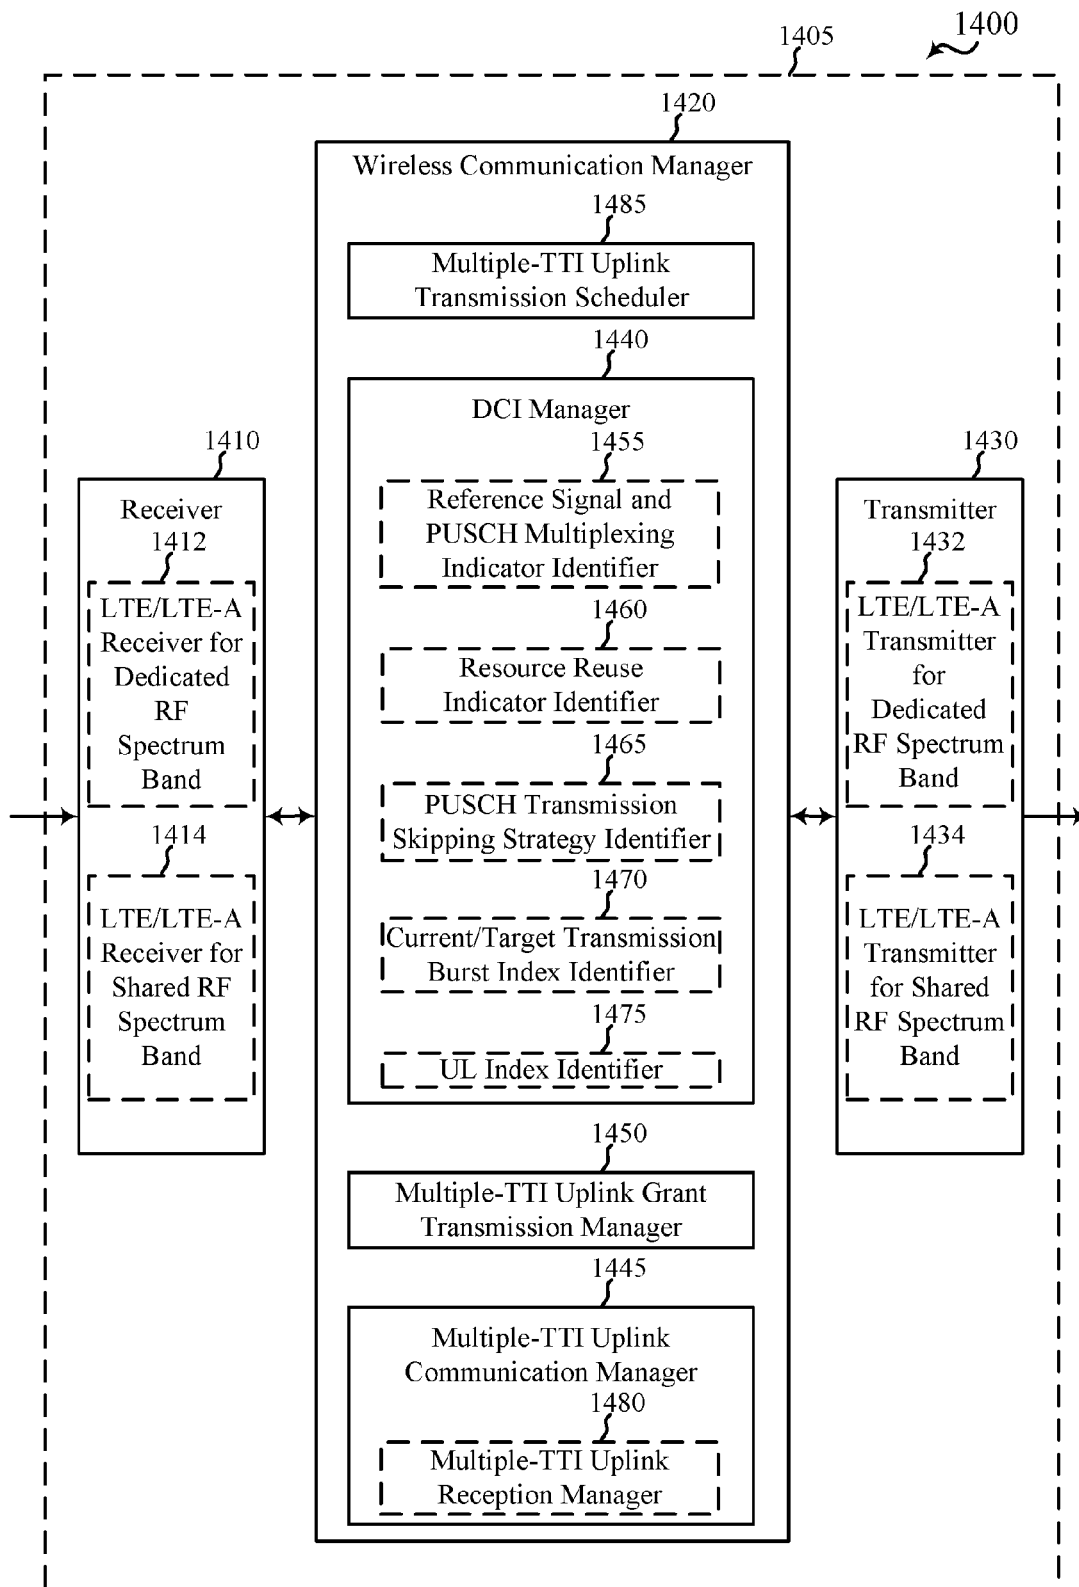 1400
1405
1420
Wireless Communication Manager
1485
Multiple-TTI Uplink
Transmission Scheduler
1440
DCI Manager
1455
Reference Signal and
PUSCH Multiplexing
Indicator Identifier
1460
Resource Reuse
Indicator Identifier
1465
PUSCH Transmission
Skipping Strategy Identifier
1470
Current/Target Transmission
Burst Index Identifier
1475
UL Index Identifier
1450
Multiple-TTI Uplink Grant
Transmission Manager
1445
Multiple-TTI Uplink
Communication Manager
1480
Multiple-TTI Uplink
Reception Manager
1410
Receiver
1412
LTE/LTE-A
Receiver for
Dedicated
RF
Spectrum
Band
1414
LTE/LTE-A
Receiver for
Shared RF
Spectrum
Band
1430
Transmitter
1432
LTE/LTE-A
Transmitter
for
Dedicated
RF Spectrum
Band
1434
LTE/LTE-A
Transmitter
for Shared
RF Spectrum
Band